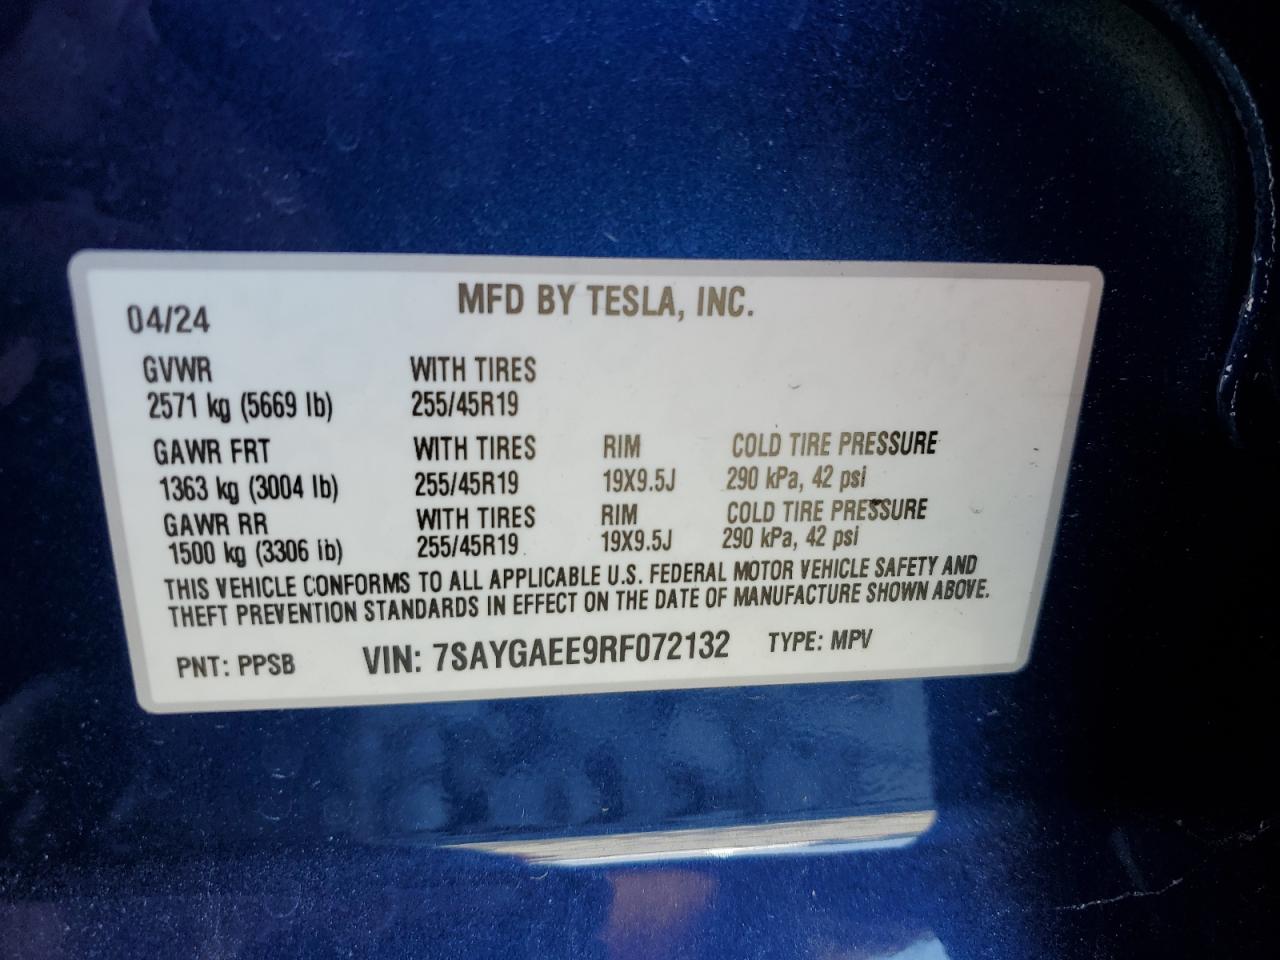 MFD BY TESLA, INC.
04/24
GVWR WITH TIRES
2571 kg (5669 lb) 255/45R19
GAWR FRT WITH TIRES RIM COLD TIRE PRESSURE
1363 kg (3004 lb) 255/45R19 19X9.5J 290 kPa, 42 psi
GAWR RR WITH TIRES RIM COLD TIRE PRESSURE
1500 kg (3306 lb) 255/45R19 19X9.5J 290 kPa, 42 psi
THIS VEHICLE CONFORMS TO ALL APPLICABLE U.S. FEDERAL MOTOR VEHICLE SAFETY AND
THEFT PREVENTION STANDARDS IN EFFECT ON THE DATE OF MANUFACTURE SHOWN ABOVE.
PNT: PPSB VIN: 7SAYGAEE9RF072132 TYPE: MPV